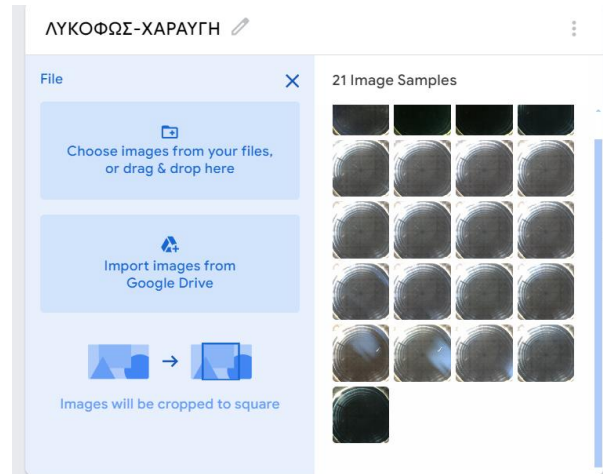 ΛΥΚΟΦΩΣ-ΧΑΡΑΥΓΗ
File
Choose images from your files,
or drag & drop here
Import images from
Google Drive
Images will be cropped to square
21 Image Samples